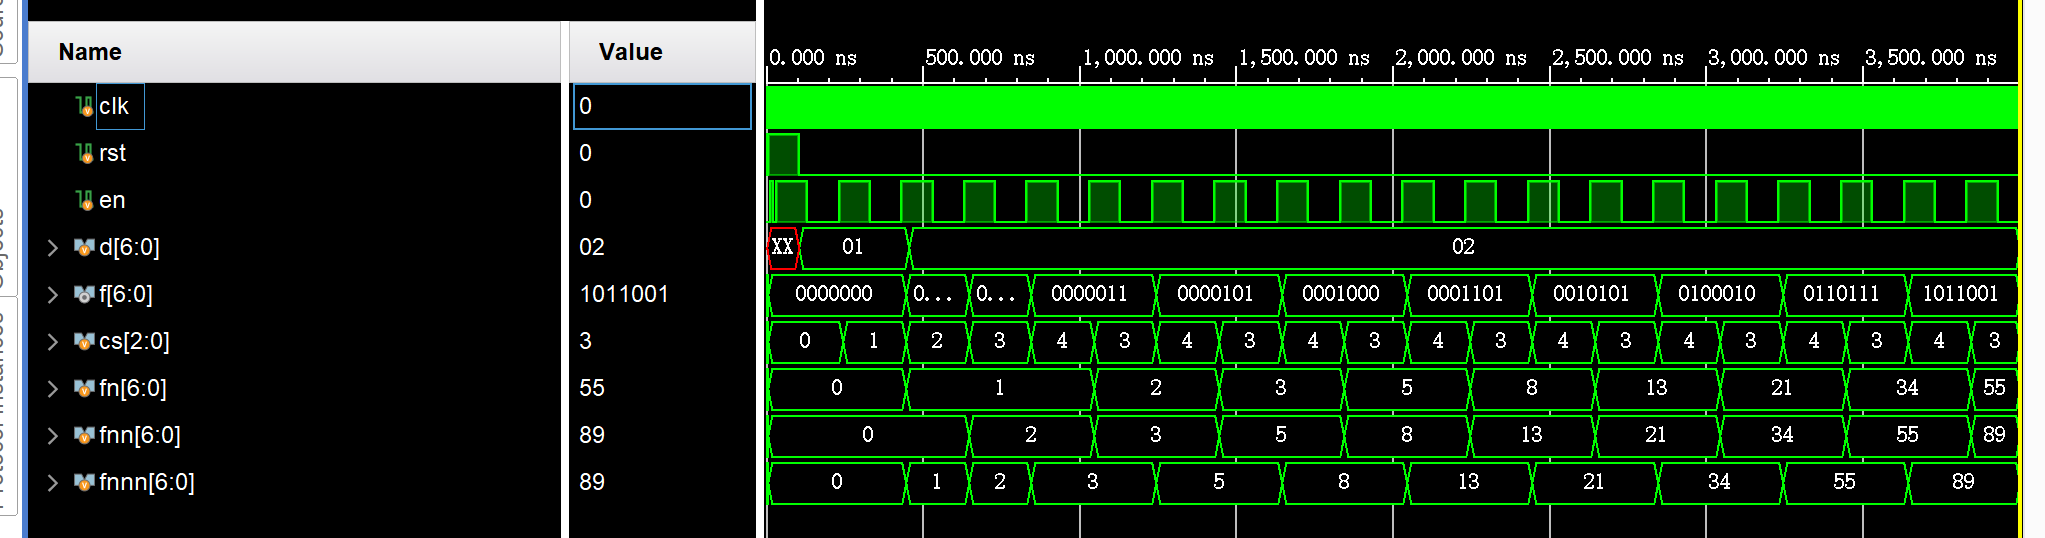 Name Value 0.000 ns 500.000 ns 1,000.000 ns 1,500.000 ns 2,000.000 ns 2,500.000 ns 3,000.000 ns 3,500.000 ns
clk 0
rst 0
en 0
d[6:0] 02 XX 01 02
f[6:0] 1011001 0000000 0... 0... 0000011 0000101 0001000 0001101 0010101 0100010 0110111 1011001
cs[2:0] 3 0 1 2 3 4 3 4 3 4 3 4 3 4 3 4 3 4 3 4 3
fn[6:0] 55 0 1 2 3 5 8 13 21 34 55
fnn[6:0] 89 0 2 3 5 8 13 21 34 55 89
fnnn[6:0] 89 0 1 2 3 5 8 13 21 34 55 89
Objects